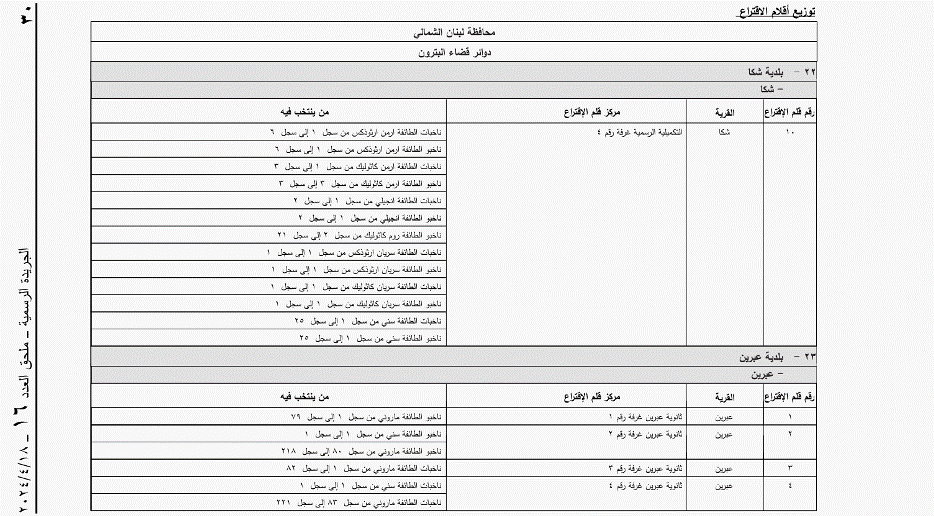 ٣٠
الجريدة الرسمية ــ ملحق العدد ١٦ ــ ٢٠٢٤/٤/١٨
توزيع أقلام الاقتراع
محافظة لبنان الشمالي
دوائر قضاء البترون
٢٢ - بلدية شكا
- شكا
رقم قلم الإقتراع القرية مركز قلم الإقتراع من ينتخب فيه
١٠ شكا التكميلية الرسمية غرفة رقم ٤ ناخبات الطائفة ارمن ارثوذكس من سجل ١ إلى سجل ٦
ناخبو الطائفة ارمن ارثوذكس من سجل ١ إلى سجل ٦
ناخبات الطائفة ارمن كاثوليك من سجل ١ إلى سجل ٣
ناخبو الطائفة ارمن كاثوليك من سجل ٣ إلى سجل ٣
ناخبات الطائفة انجيلي من سجل ١ إلى سجل ٢
ناخبو الطائفة انجيلي من سجل ١ إلى سجل ٢
ناخبو الطائفة روم كاثوليك من سجل ٢ إلى سجل ٢١
ناخبات الطائفة سريان ارثوذكس من سجل ١ إلى سجل ١
ناخبو الطائفة سريان ارثوذكس من سجل ١ إلى سجل ١
ناخبات الطائفة سريان كاثوليك من سجل ١ إلى سجل ١
ناخبو الطائفة سريان كاثوليك من سجل ١ إلى سجل ١
ناخبات الطائفة سني من سجل ١ إلى سجل ٢٥
ناخبو الطائفة سني من سجل ١ إلى سجل ٢٥
٢٣ - بلدية عبرين
- عبرين
رقم قلم الإقتراع القرية مركز قلم الإقتراع من ينتخب فيه
١ عبرين ثانوية عبرين غرفة رقم ١ ناخبو الطائفة ماروني من سجل ١ إلى سجل ٧٩
٢ عبرين ثانوية عبرين غرفة رقم ٢ ناخبو الطائفة سني من سجل ١ إلى سجل ١
ناخبو الطائفة ماروني من سجل ٨٠ إلى سجل ٢١٨
٣ عبرين ثانوية عبرين غرفة رقم ٣ ناخبات الطائفة ماروني من سجل ١ إلى سجل ٨٢
٤ عبرين ثانوية عبرين غرفة رقم ٤ ناخبات الطائفة سني من سجل ١ إلى سجل ١
ناخبات الطائفة ماروني من سجل ٨٣ إلى سجل ٢٢١